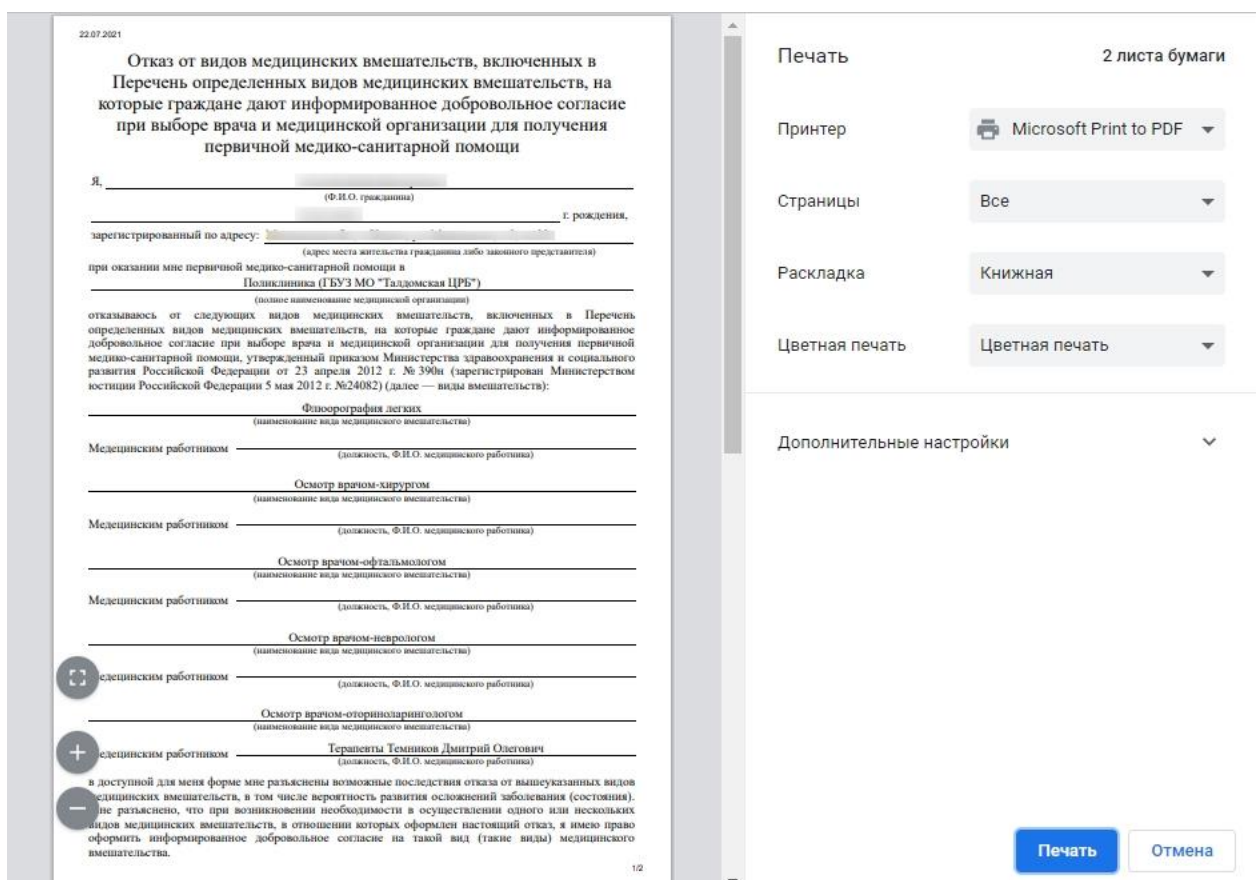 22.07.2021
Отказ от видов медицинских вмешательств, включенных в
Перечень определенных видов медицинских вмешательств, на
которые граждане дают информированное добровольное согласие
при выборе врача и медицинской организации для получения
первичной медико-санитарной помощи
Я,
(Ф.И.О. гражданина)
г. рождения,
зарегистрированный по адресу:
(адрес места жительства гражданина либо законного представителя)
при оказании мне первичной медико-санитарной помощи в
Поликлиника (ГБУЗ МО "Талдомская ЦРБ")
(полное наименование медицинской организации)
отказываюсь от следующих видов медицинских вмешательств, включенных в Перечень
определенных видов медицинских вмешательств, на которые граждане дают информированное
добровольное согласие при выборе врача и медицинской организации для получения первичной
медико-санитарной помощи, утвержденный приказом Министерства здравоохранения и социального
развития Российской Федерации от 23 апреля 2012 г. № 390н (зарегистрирован Министерством
юстиции Российской Федерации 5 мая 2012 г. №24082) (далее — виды вмешательств):
Флюорография легких
(наименование вида медицинского вмешательства)
Медецинским работником
(должность, Ф.И.О. медицинского работника)
Осмотр врачом-хирургом
(наименование вида медицинского вмешательства)
Медецинским работником
(должность, Ф.И.О. медицинского работника)
Осмотр врачом-офтальмологом
(наименование вида медицинского вмешательства)
Медецинским работником
(должность, Ф.И.О. медицинского работника)
Осмотр врачом-неврологом
(наименование вида медицинского вмешательства)
едецинским работником
(должность, Ф.И.О. медицинского работника)
Осмотр врачом-оториноларингологом
(наименование вида медицинского вмешательства)
едецинским работником Терапевты Темников Дмитрий Олегович
(должность, Ф.И.О. медицинского работника)
в доступной для меня форме мне разъяснены возможные последствия отказа от вышеуказанных видов
едицинских вмешательств, в том числе вероятность развития осложнений заболевания (состояния).
не разъяснено, что при возникновении необходимости в осуществлении одного или нескольких
видов медицинских вмешательств, в отношении которых оформлен настоящий отказ, я имею право
оформить информированное добровольное согласие на такой вид (такие виды) медицинского
вмешательства.
1/2
Печать 2 листа бумаги
Принтер Microsoft Print to PDF
Страницы Все
Раскладка Книжная
Цветная печать Цветная печать
Дополнительные настройки
Печать Отмена